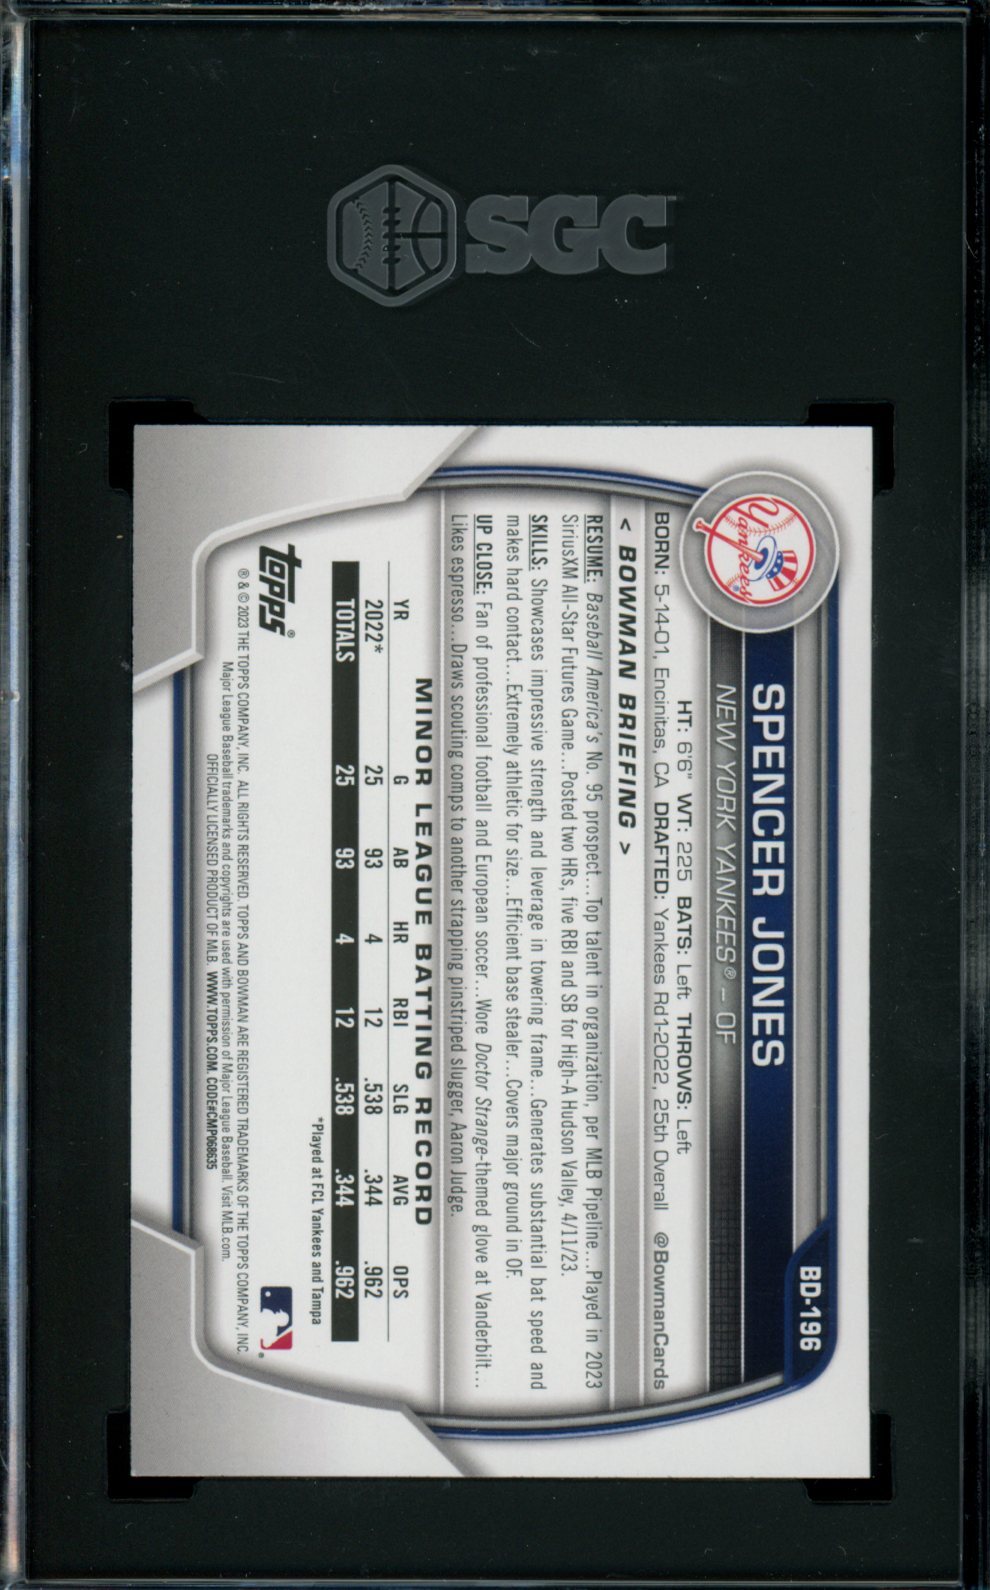 SGC
BD-196
Yankees
SPENCER JONES
NEW YORK YANKEES® – OF
HT: 6'6" WT: 225 BATS: Left THROWS: Left
BORN: 5-14-01, Encinitas, CA DRAFTED: Yankees Rd1-2022, 25th Overall @BowmanCards
< BOWMAN BRIEFING >
RESUME: Baseball America's No. 95 prospect...Top talent in organization, per MLB Pipeline...Played in 2023
SiriusXM All-Star Futures Game...Posted two HRs, five RBI and SB for High-A Hudson Valley, 4/11/23.
SKILLS: Showcases impressive strength and leverage in towering frame...Generates substantial bat speed and
makes hard contact...Extremely athletic for size...Efficient base stealer...Covers major ground in OF.
UP CLOSE: Fan of professional football and European soccer...Wore Doctor Strange-themed glove at Vanderbilt...
Likes espresso...Draws scouting comps to another strapping pinstriped slugger, Aaron Judge.
MINOR LEAGUE BATTING RECORD
YR G AB HR RBI SLG AVG OPS
2022* 25 93 4 12 .538 .344 .962
TOTALS 25 93 4 12 .538 .344 .962
*Played at FCL Yankees and Tampa
topps®
® & © 2023 THE TOPPS COMPANY, INC. ALL RIGHTS RESERVED. TOPPS AND BOWMAN ARE REGISTERED TRADEMARKS OF THE TOPPS COMPANY, INC.
Major League Baseball trademarks and copyrights are used with permission of Major League Baseball. Visit MLB.com.
OFFICIALLY LICENSED PRODUCT OF MLB. WWW.TOPPS.COM. CODE#CMP068635